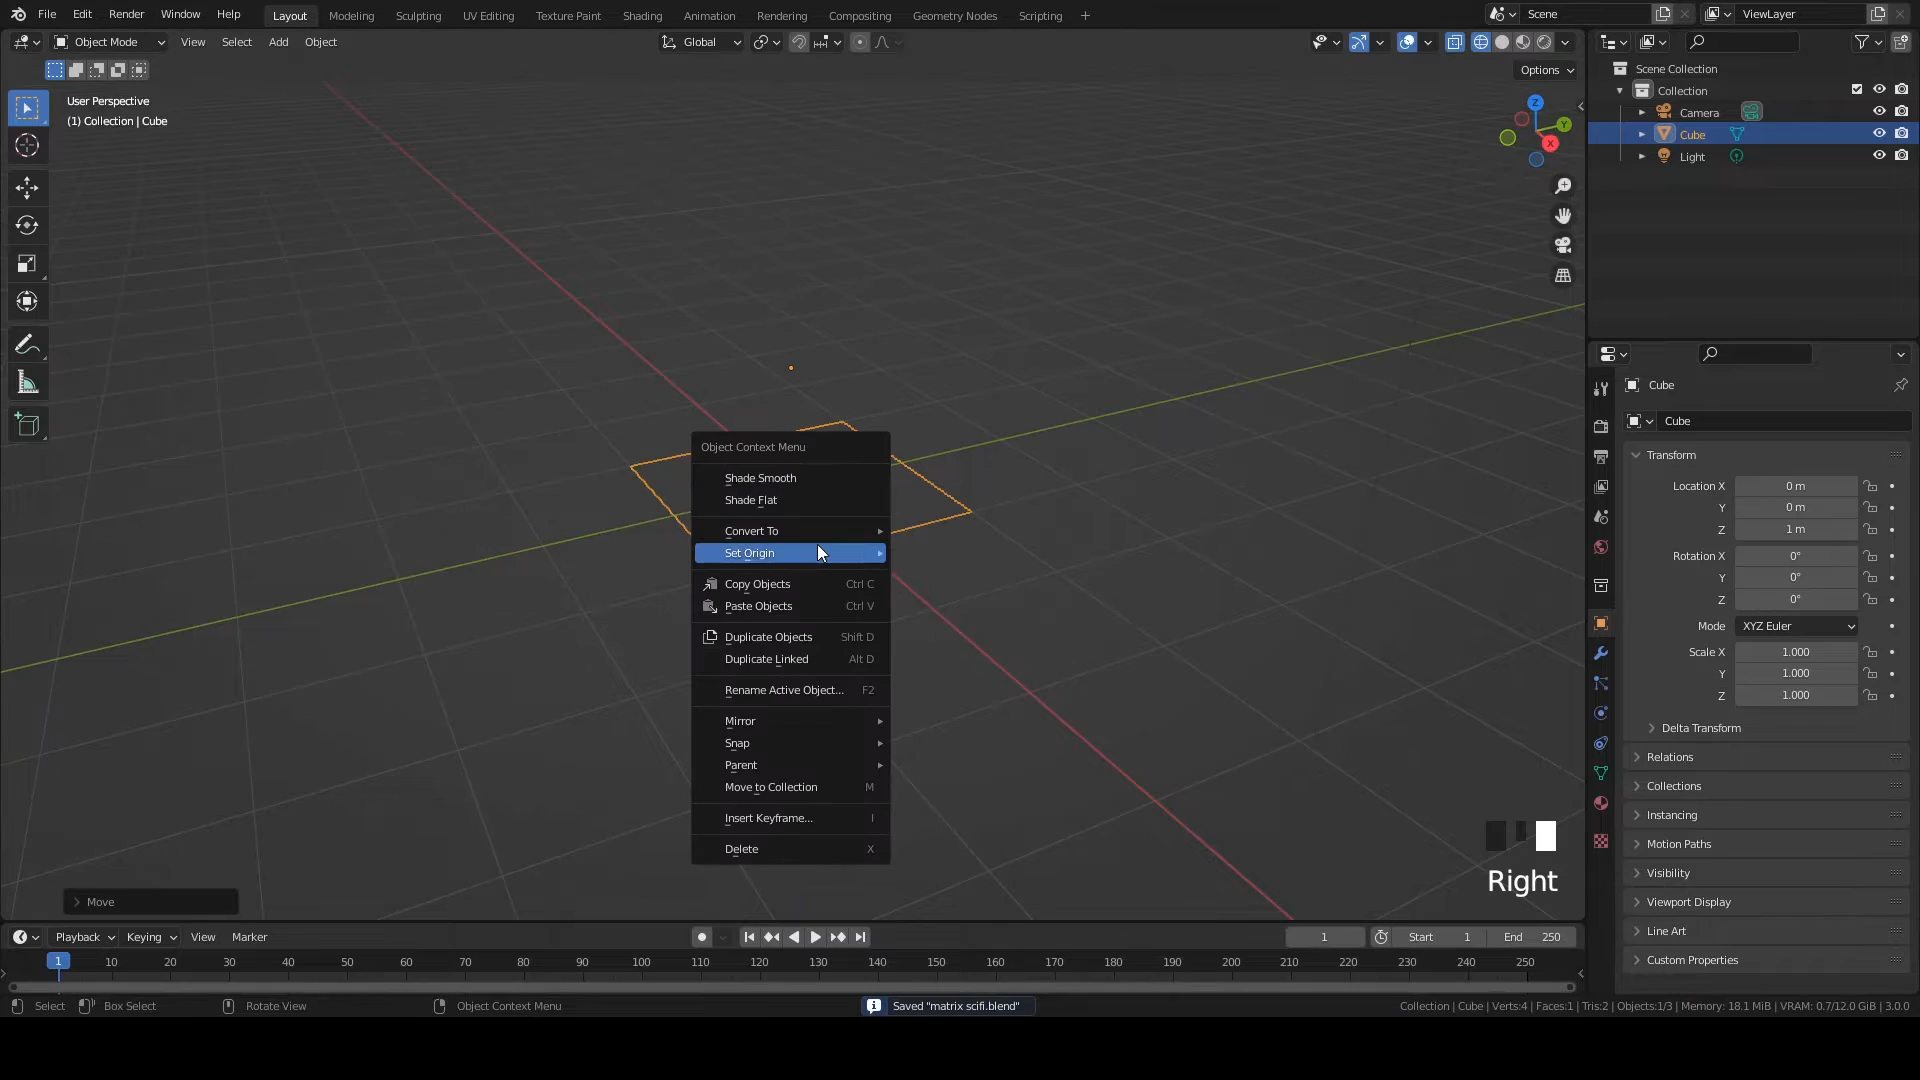 File Edit Render Window Help Layout Modeling Sculpting UV Editing Texture Paint Shading Animation Rendering Compositing Geometry Nodes Scripting + Scene ViewLayer
Object Mode View Select Add Object Global
Options
User Perspective
(1) Collection | Cube
Z
Y
X
Scene Collection
Collection
Camera
Cube
Light
Object Context Menu
Shade Smooth
Shade Flat
Convert To
Set Origin
Copy Objects Ctrl C
Paste Objects Ctrl V
Duplicate Objects Shift D
Duplicate Linked Alt D
Rename Active Object... F2
Mirror
Snap
Parent
Move to Collection M
Insert Keyframe... I
Delete X
Cube
Cube
Transform
Location X 0 m
Y 0 m
Z 1 m
Rotation X 0°
Y 0°
Z 0°
Mode XYZ Euler
Scale X 1.000
Y 1.000
Z 1.000
Delta Transform
Relations
Collections
Instancing
Motion Paths
Visibility
Viewport Display
Line Art
Custom Properties
Right
Move
Playback Keying View Marker 1 Start 1 End 250
1 10 20 30 40 50 60 70 80 90 100 110 120 130 140 150 160 170 180 190 200 210 220 230 240 250
Select Box Select Rotate View Object Context Menu Saved "matrix scifi.blend" Collection | Cube | Verts:4 | Faces:1 | Tris:2 | Objects:1/3 | Memory: 18.1 MiB | VRAM: 0.7/12.0 GiB | 3.0.0